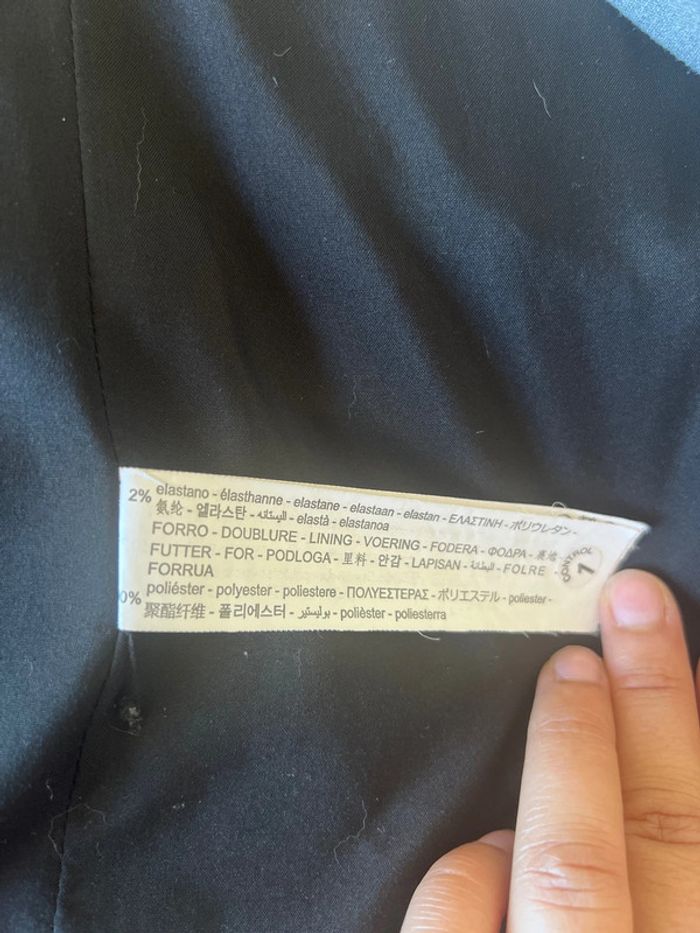 2% elastano - élasthanne - elastane - elastaan - elastan - ΕΛΑΣΤΙΝΗ - ポリウレタン -
氨纶 - 엘라스탄 - الليستانه - elastà - elastanoa
FORRO - DOUBLURE - LINING - VOERING - FODERA - ΦΟΔΡΑ - 裏地
FUTTER - FOR - PODLOGA - 里料 - 안감 - LAPISAN - البطانة - FOLRE
FORRUA
0% poliéster - polyester - poliestere - ΠΟΛΥΕΣΤΕΡΑΣ - ポリエステル - poliester -
聚酯纤维 - 폴리에스터 - بوليستير - polièster - poliesterra
CONTROL
1